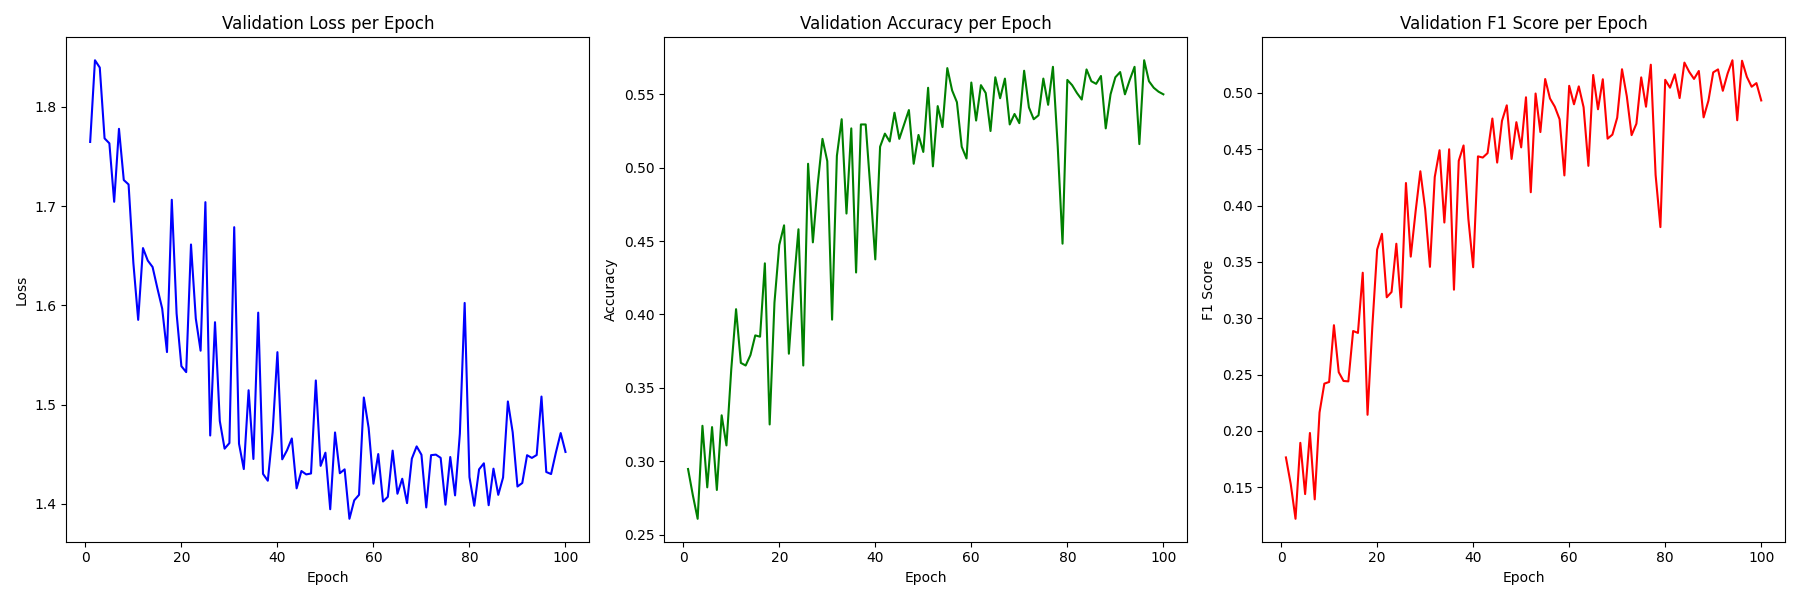 Validation Loss per Epoch
Loss
1.8
1.7
1.6
1.5
1.4
0 20 40 60 80 100
Epoch
Validation Accuracy per Epoch
Accuracy
0.55
0.50
0.45
0.40
0.35
0.30
0.25
0 20 40 60 80 100
Epoch
Validation F1 Score per Epoch
F1 Score
0.50
0.45
0.40
0.35
0.30
0.25
0.20
0.15
0 20 40 60 80 100
Epoch